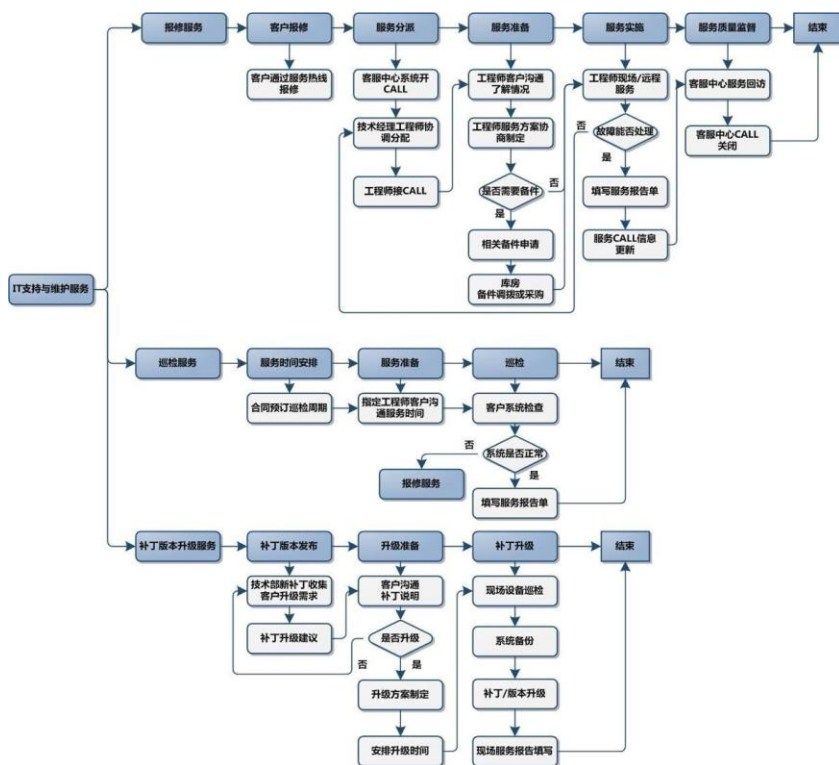 报修服务
客户报修
服务分派
服务准备
服务实施
服务质量监督
结束
客户通过服务热线
报修
客服中心系统开
CALL
工程师客户沟通
了解情况
工程师现场/远程
服务
客服中心服务回访
技术经理工程师协
调分配
工程师服务方案协
商制定
否
故障能否处理
是
客服中心CALL
关闭
工程师接CALL
是否需要备件
否
是
填写服务报告单
相关备件申请
服务CALL信息
更新
库房
备件调拨或采购
IT支持与维护服务
巡检服务
服务时间安排
服务准备
巡检
结束
合同预订巡检周期
指定工程师客户沟
通服务时间
客户系统检查
否
系统是否正常
是
报修服务
填写服务报告单
补丁版本升级服务
补丁版本发布
升级准备
补丁升级
结束
技术部新补丁收集
客户升级需求
客户沟通
补丁说明
现场设备巡检
补丁升级建议
是否升级
否
是
系统备份
升级方案制定
补丁/版本升级
安排升级时间
现场服务报告填写